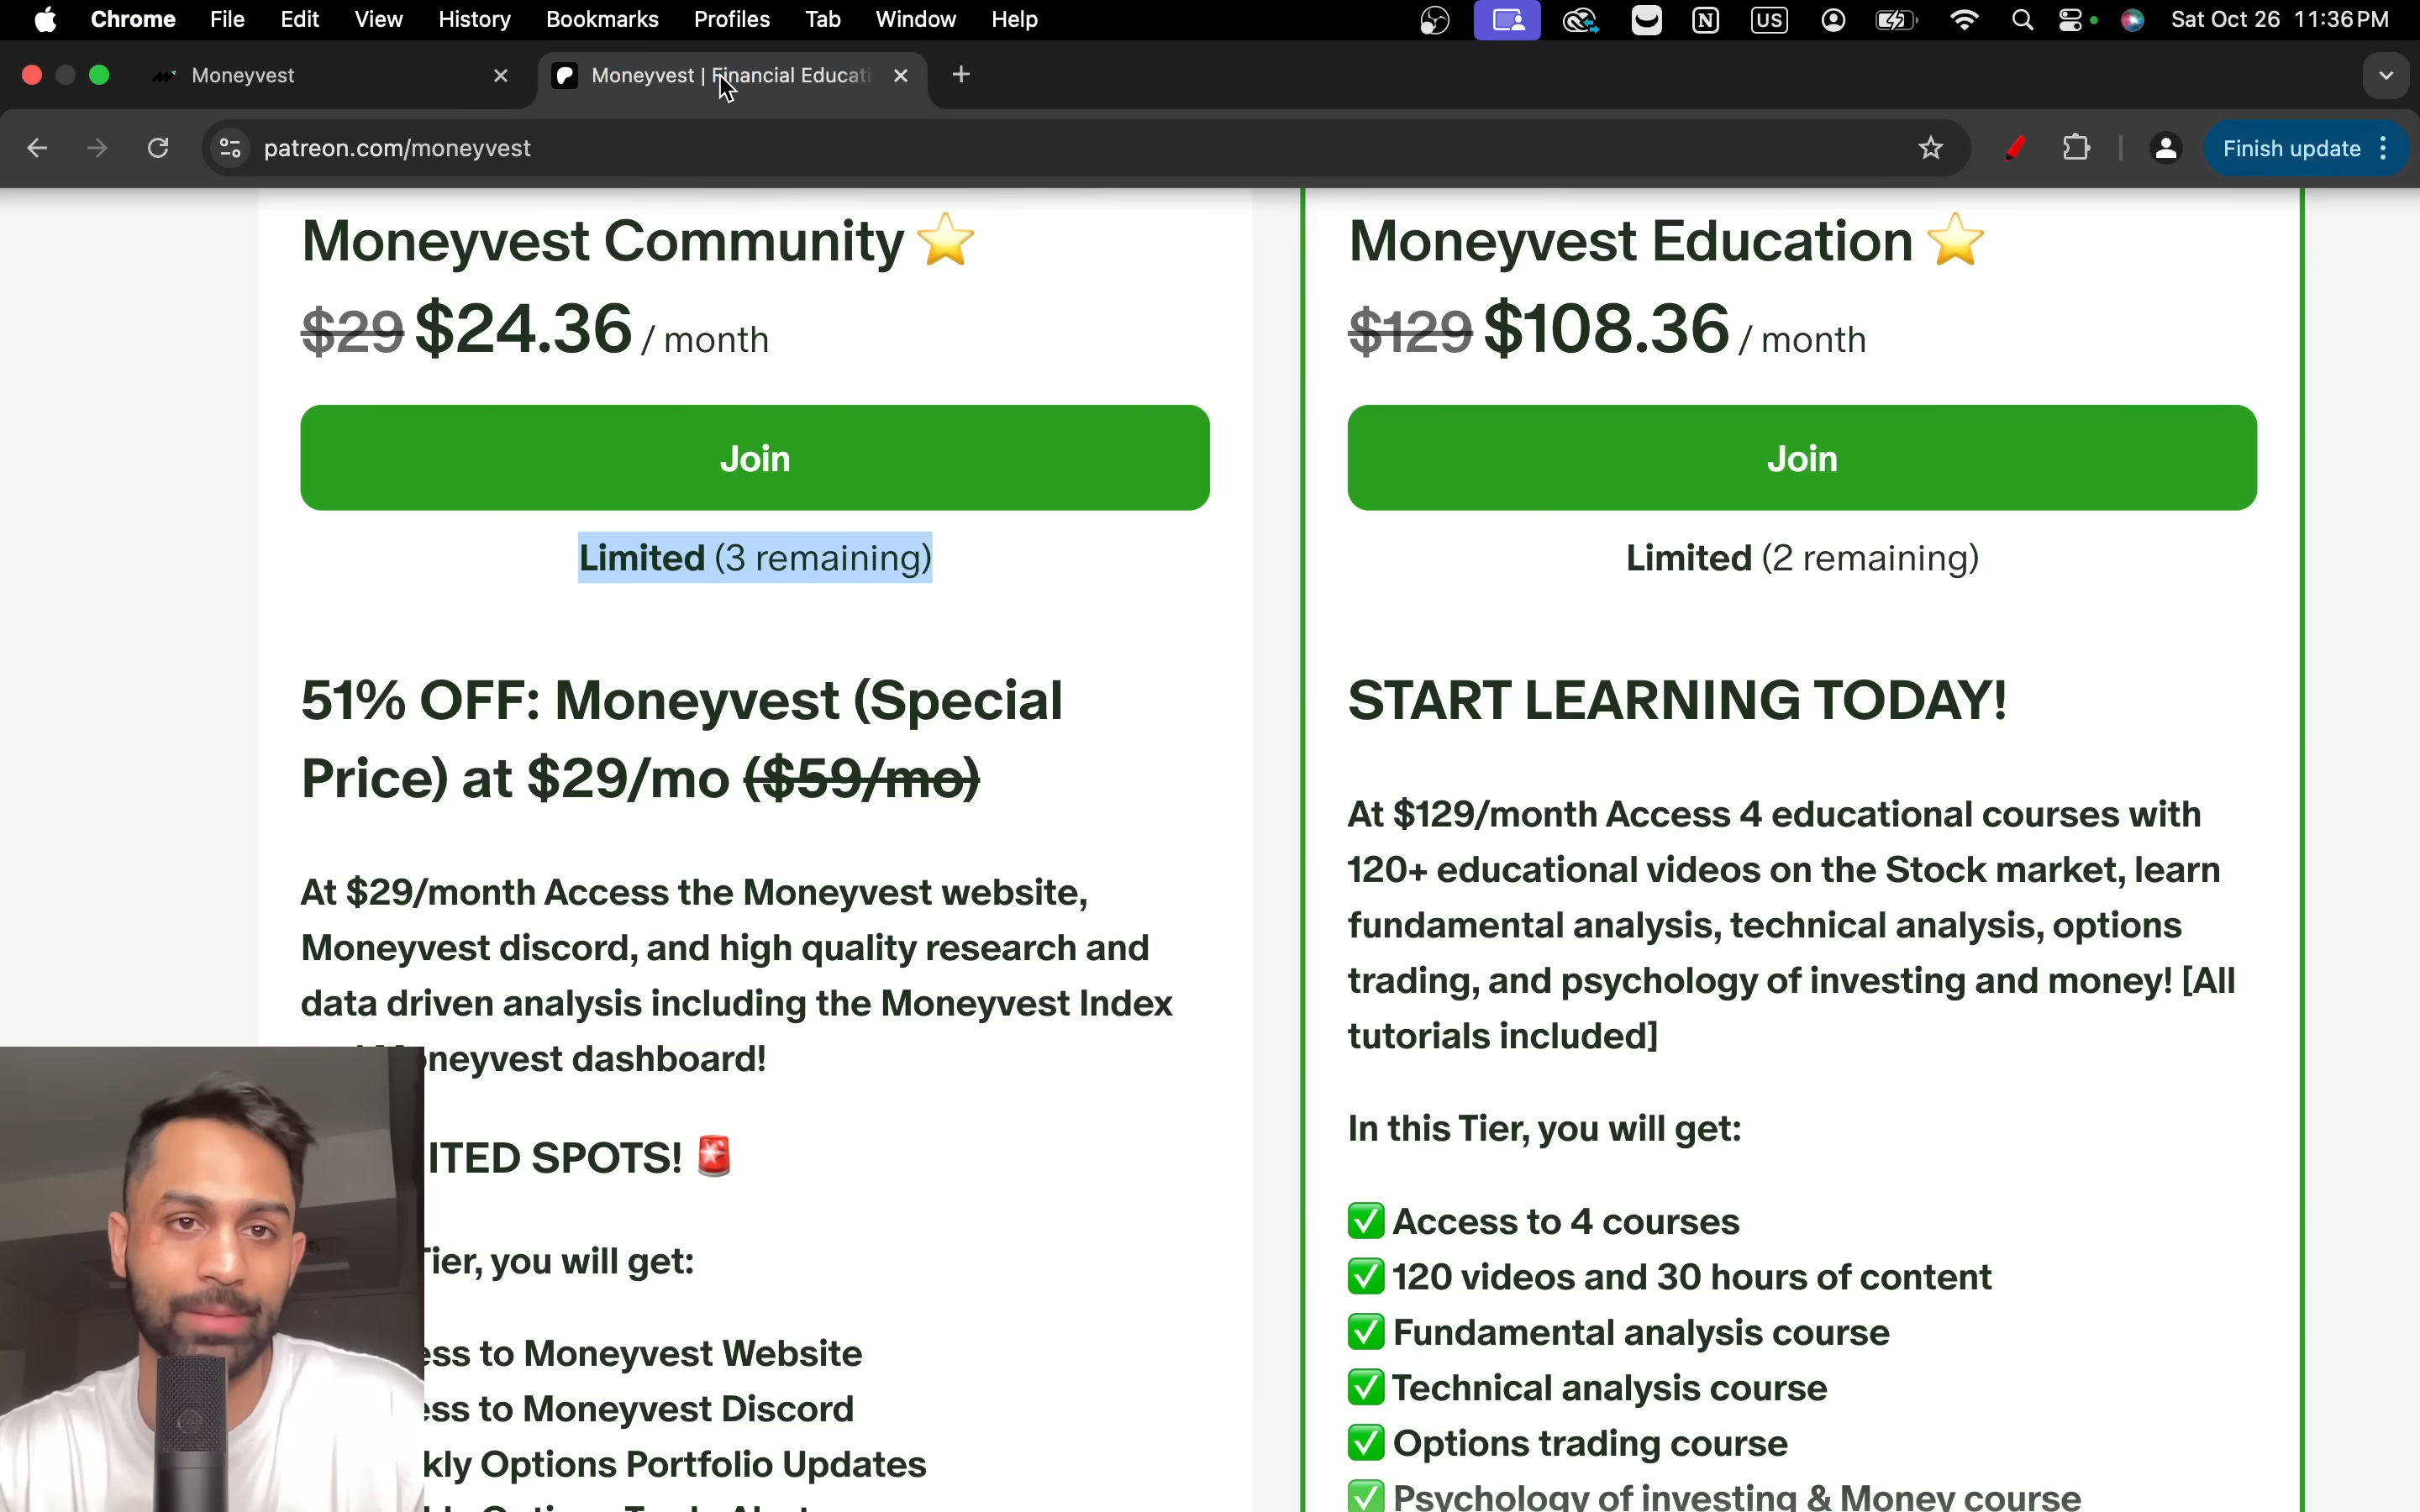 Chrome File Edit View History Bookmarks Profiles Tab Window Help US Sat Oct 26 11:36 PM
Moneyvest Moneyvest | Financial Educati
patreon.com/moneyvest Finish update
Moneyvest Community ⭐
$29 $24.36 / month
Join
Limited (3 remaining)
51% OFF: Moneyvest (Special
Price) at $29/mo ($59/mo)
At $29/month Access the Moneyvest website,
Moneyvest discord, and high quality research and
data driven analysis including the Moneyvest Index
neyvest dashboard!
ITED SPOTS! 🚨
Tier, you will get:
ess to Moneyvest Website
ess to Moneyvest Discord
kly Options Portfolio Updates
Moneyvest Education ⭐
$129 $108.36 / month
Join
Limited (2 remaining)
START LEARNING TODAY!
At $129/month Access 4 educational courses with
120+ educational videos on the Stock market, learn
fundamental analysis, technical analysis, options
trading, and psychology of investing and money! [All
tutorials included]
In this Tier, you will get:
✅ Access to 4 courses
✅ 120 videos and 30 hours of content
✅ Fundamental analysis course
✅ Technical analysis course
✅ Options trading course
✅ Psychology of investing & Money course